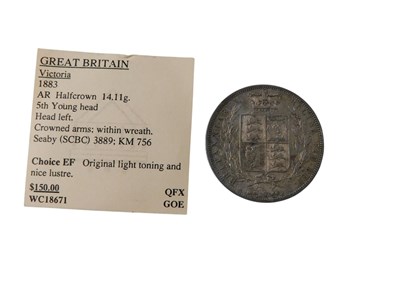 GREAT BRITAIN
Victoria
1883
AR Halfcrown 14.11g.
5th Young head
Head left.
Crowned arms: within wreath.
Seaby (SCBC) 3889; KM 756
Choice EF Original light toning and
nice lustre.
$150.00 QFX
WC18671 GOE